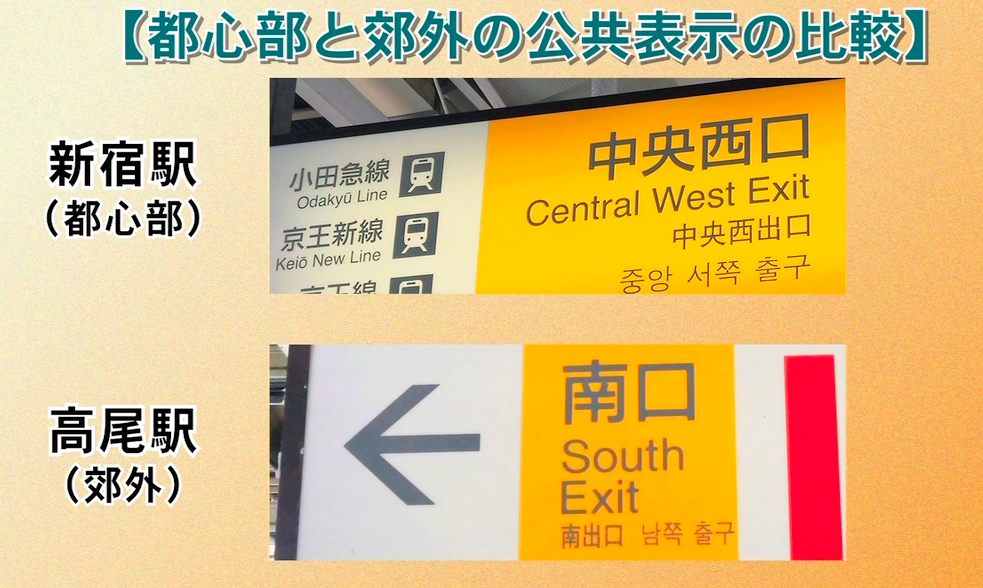 【都心部と郊外の公共表示の比較】
新宿駅
（都心部）
小田急線
Odakyū Line
京王新線
Keiō New Line
京王線
中央西口
Central West Exit
中央西出口
중앙 서쪽 출구
高尾駅
（郊外）
南口
South
Exit
南出口 남쪽 출구